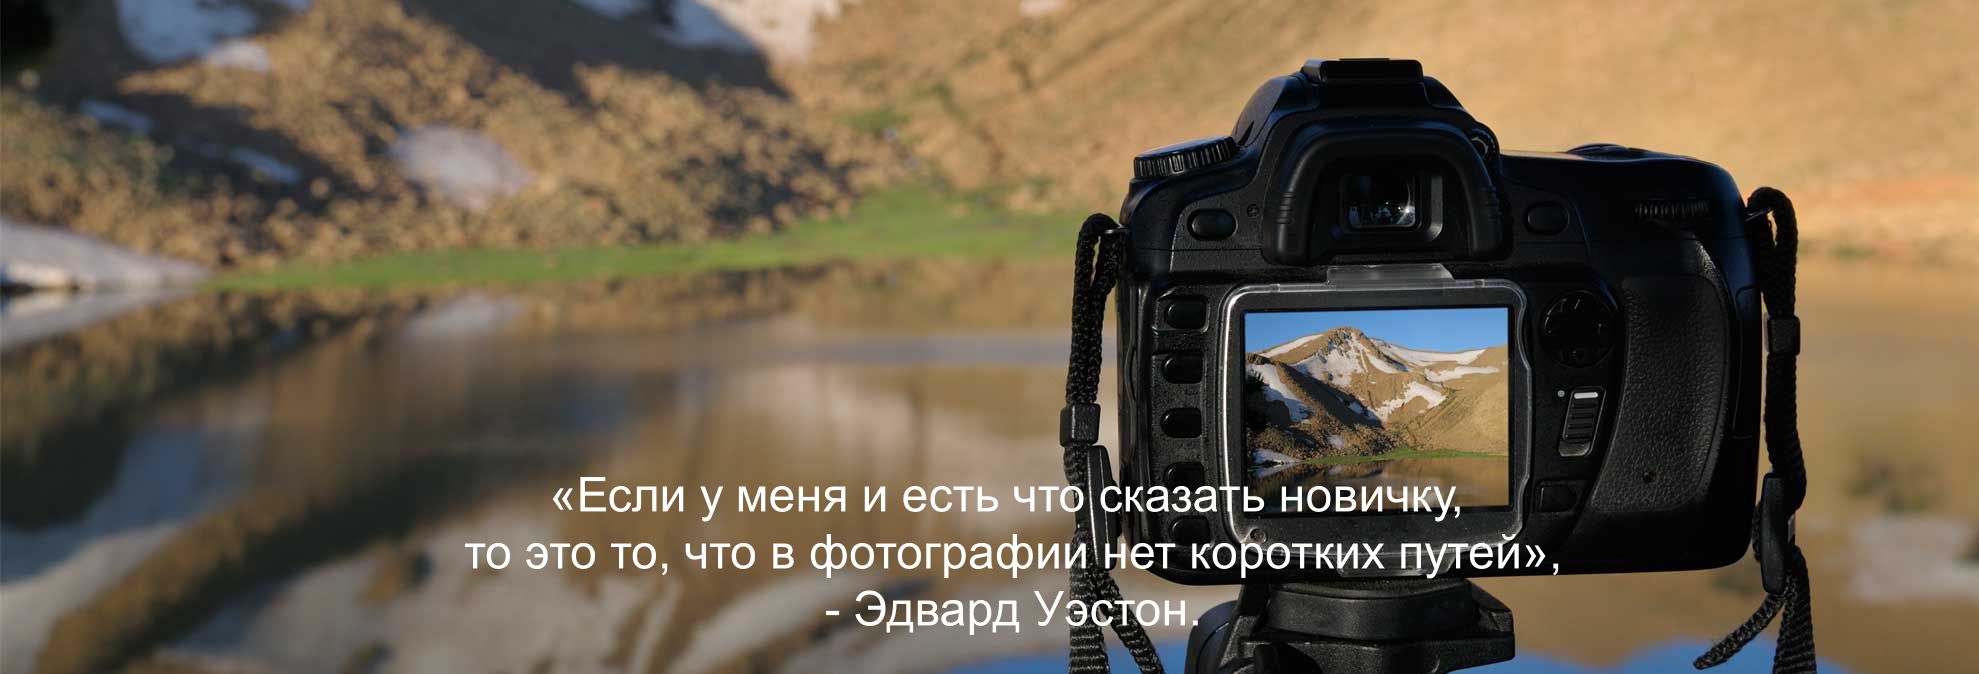 «Если у меня и есть что сказать новичку,
то это то, что в фотографии нет коротких путей»,
- Эдвард Уэстон.